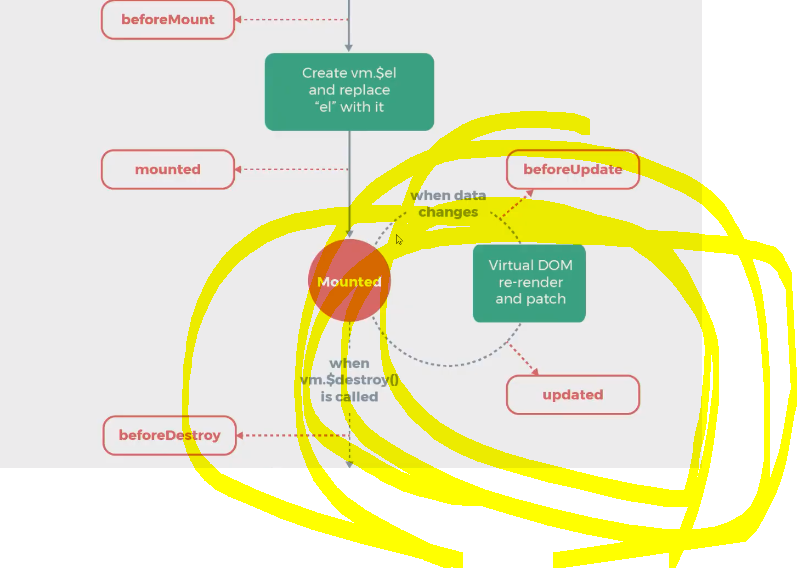 beforeMount
Create vm.$el
and replace
“el” with it
mounted
beforeUpdate
when data
changes
Mounted
Virtual DOM
re-render
and patch
when
vm.$destroy()
is called
updated
beforeDestroy